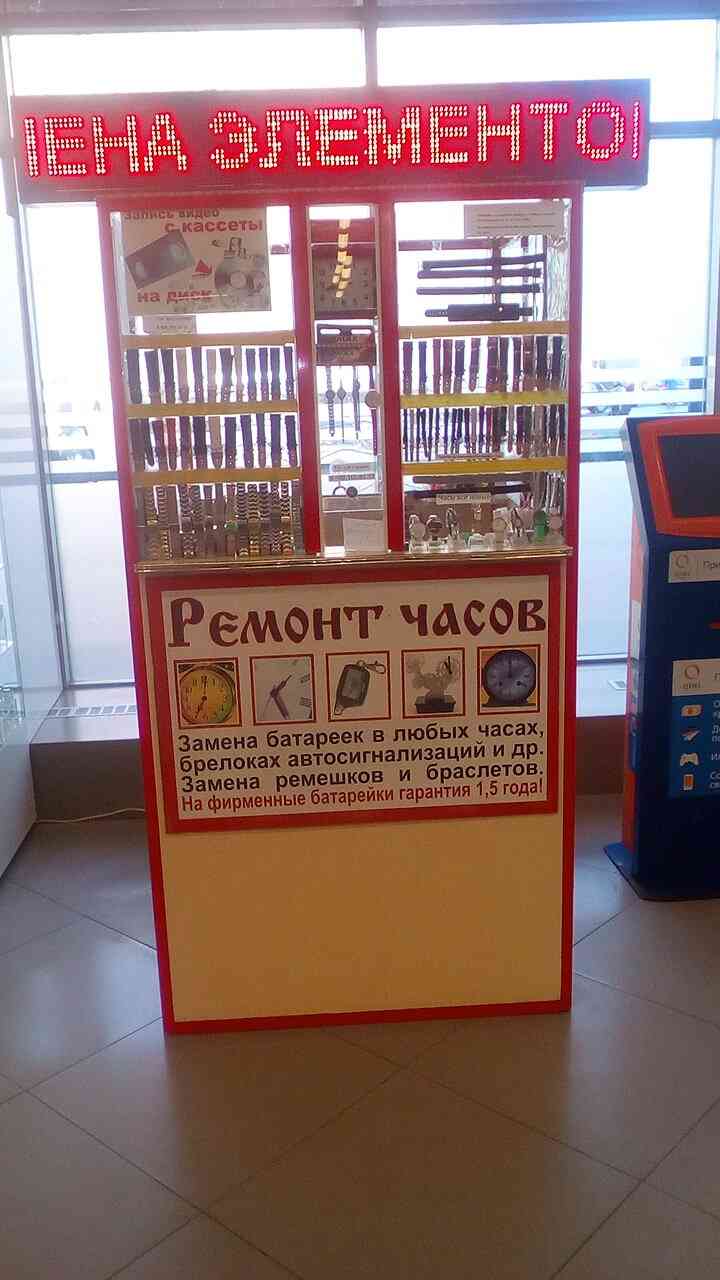 ЕНА ЭЛЕМЕНТО
Запись видео
с кассеты
на диск
Ремонт часов
Замена батареек в любых часах,
брелоках автосигнализаций и др.
Замена ремешков и браслетов.
На фирменные батарейки гарантия 1,5 года!